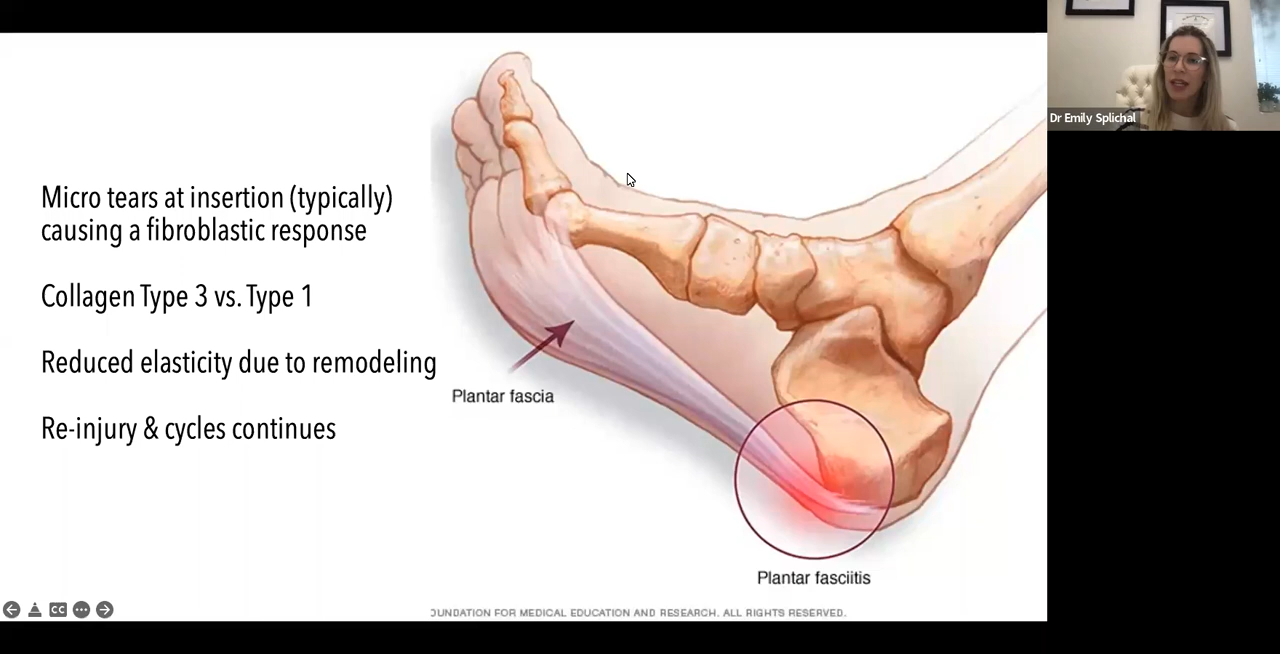 Dr Emily Splichal
Micro tears at insertion (typically)
causing a fibroblastic response
Collagen Type 3 vs. Type 1
Reduced elasticity due to remodeling
Re-injury & cycles continues
Plantar fascia
Plantar fasciitis
CC
OUNDATION FOR MEDICAL EDUCATION AND RESEARCH. ALL RIGHTS RESERVED.